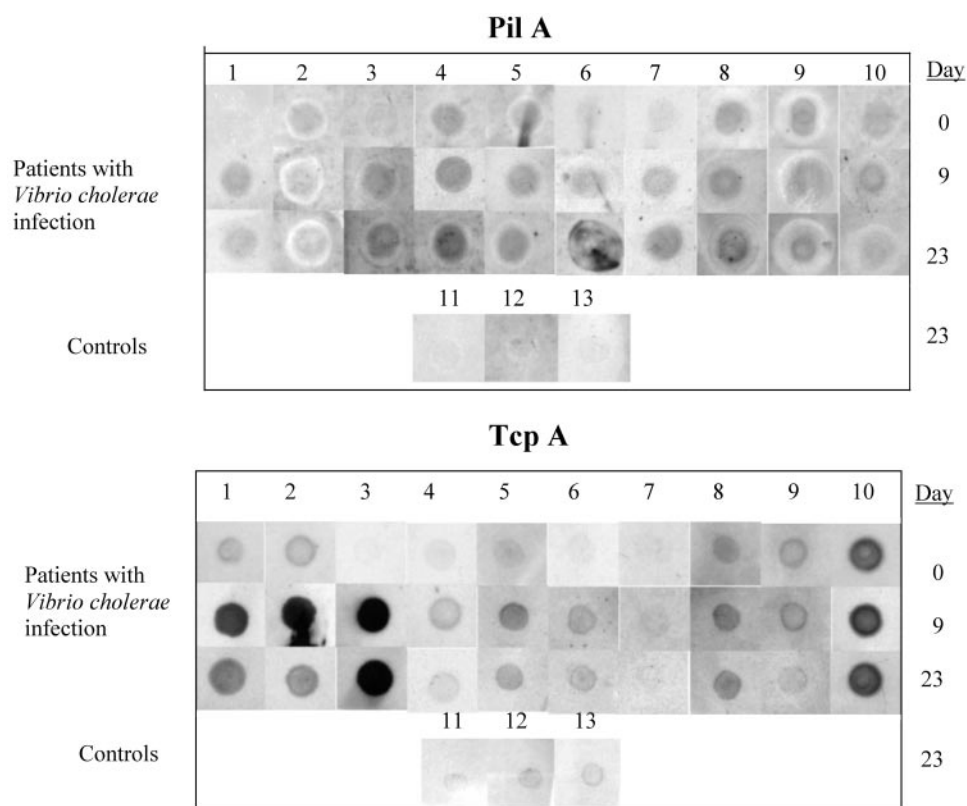 Pil A
1 2 3 4 5 6 7 8 9 10 Day
0
Patients with
Vibrio cholerae
infection
9
23
11 12 13
Controls
23
Tcp A
1 2 3 4 5 6 7 8 9 10 Day
0
Patients with
Vibrio cholerae
infection
9
23
11 12 13
Controls
23